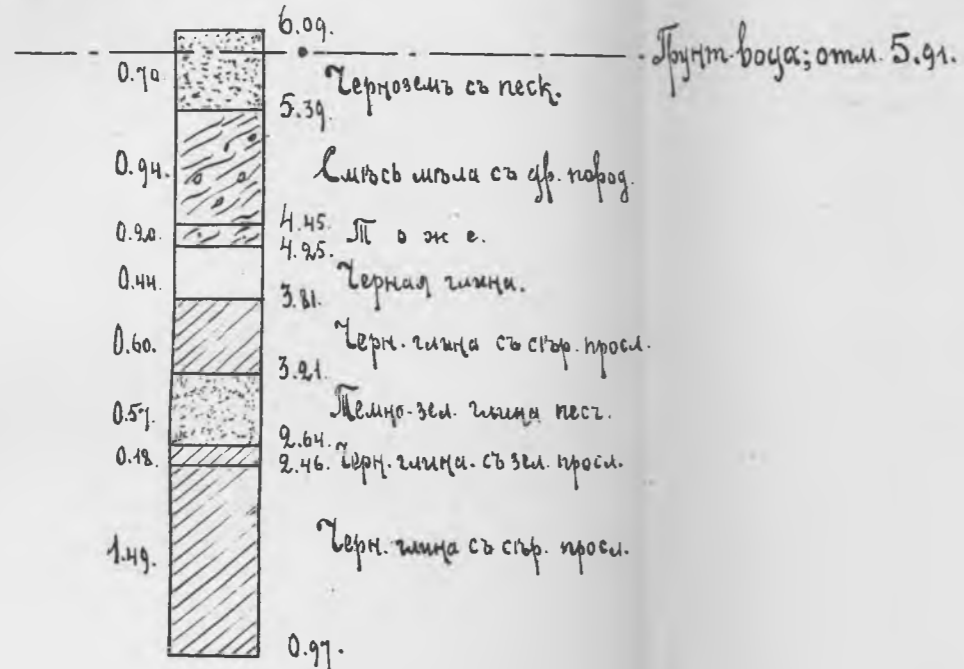 6.09.
Грунт. вода; отм. 5.91.
0.70
Черноземъ съ песк.
5.39.
0.94.
Смѣсь мѣла съ др. пород.
4.45.
0.20.
То же.
4.25.
0.44.
Черная глина.
3.81.
0.60.
Черн. глина съ сѣр. просл.
3.21.
0.57.
Темно-зел. глина песч.
2.64.
0.18.
2.46. Черн. глина. съ зел. просл.
1.49.
Черн. глина съ сѣр. просл.
0.97.